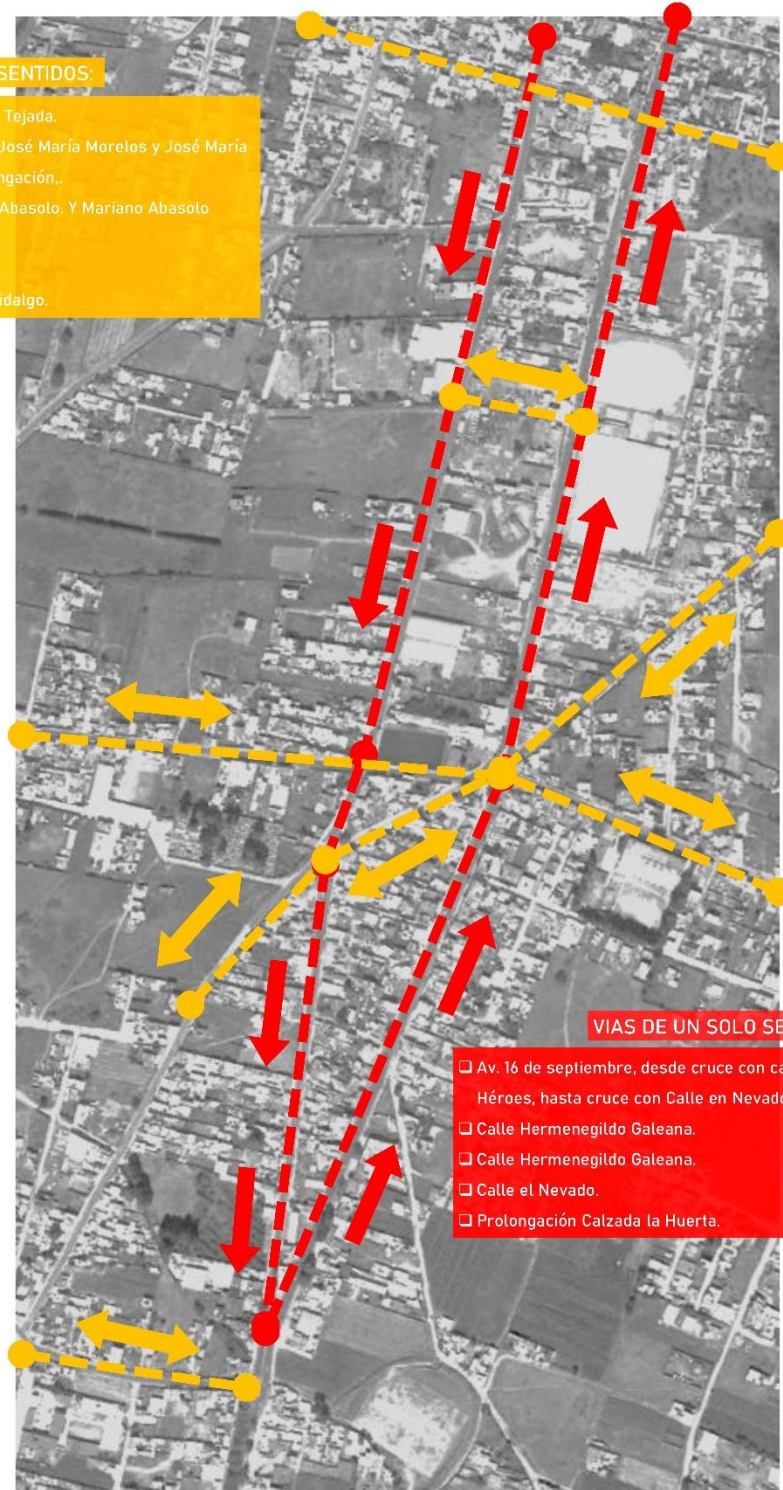 SENTIDOS:
Tejada.
José María Morelos y José María
ngación,.
Abasolo. Y Mariano Abasolo
idalgo.
VIAS DE UN SOLO SE
❑ Av. 16 de septiembre, desde cruce con ca
Héroes, hasta cruce con Calle en Nevado
❑ Calle Hermenegildo Galeana.
❑ Calle Hermenegildo Galeana.
❑ Calle el Nevado.
❑ Prolongación Calzada la Huerta.